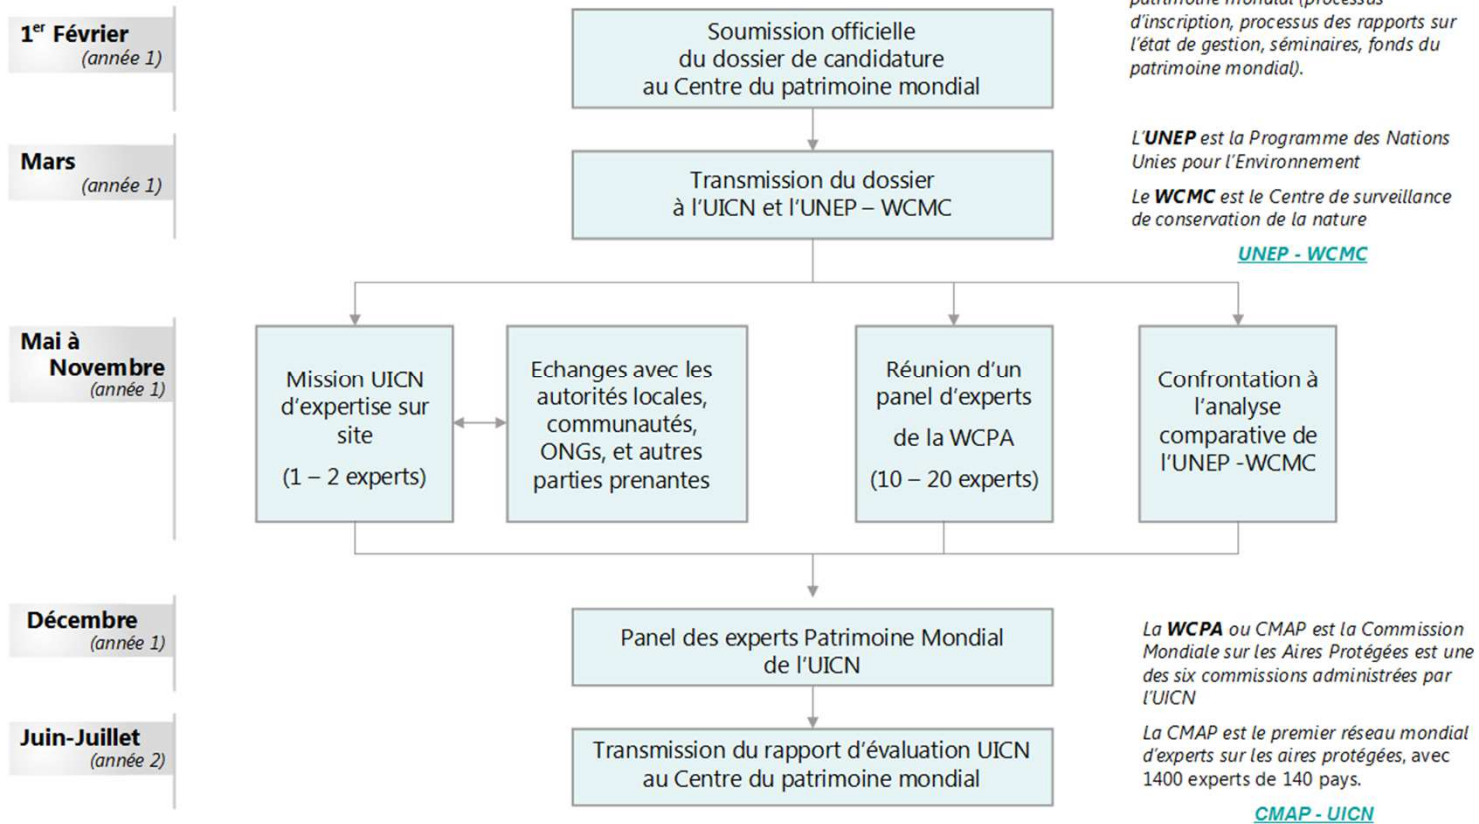 patrimoine mondial (processus
d'inscription, processus des rapports sur
l'état de gestion, séminaires, fonds du
patrimoine mondial).
1er Février
(année 1)
Soumission officielle
du dossier de candidature
au Centre du patrimoine mondial
Mars
(année 1)
Transmission du dossier
à l'UICN et l'UNEP – WCMC
L'UNEP est la Programme des Nations
Unies pour l'Environnement
Le WCMC est le Centre de surveillance
de conservation de la nature
UNEP - WCMC
Mai à
Novembre
(année 1)
Mission UICN
d'expertise sur
site
(1 – 2 experts)
Echanges avec les
autorités locales,
communautés,
ONGs, et autres
parties prenantes
Réunion d'un
panel d'experts
de la WCPA
(10 – 20 experts)
Confrontation à
l'analyse
comparative de
l'UNEP -WCMC
Décembre
(année 1)
Panel des experts Patrimoine Mondial
de l'UICN
La WCPA ou CMAP est la Commission
Mondiale sur les Aires Protégées est une
des six commissions administrées par
l'UICN
Juin-Juillet
(année 2)
Transmission du rapport d'évaluation UICN
au Centre du patrimoine mondial
La CMAP est le premier réseau mondial
d'experts sur les aires protégées, avec
1400 experts de 140 pays.
CMAP - UICN